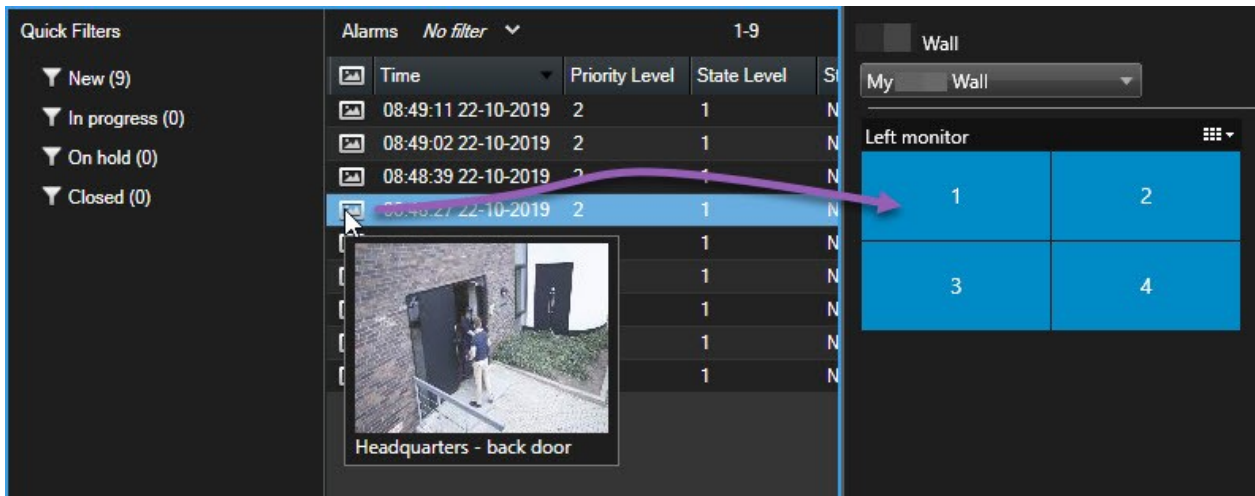 Quick Filters
New (9)
In progress (0)
On hold (0)
Closed (0)
Alarms No filter 1-9
Time Priority Level State Level
08:49:11 22-10-2019 2 1 N
08:49:02 22-10-2019 2 1 N
08:48:39 22-10-2019 2 1 N
08:48:27 22-10-2019 2 1 N
1 N
1 N
1 N
1 N
1 N
Headquarters - back door
Wall
My Wall
Left monitor
1 2
3 4